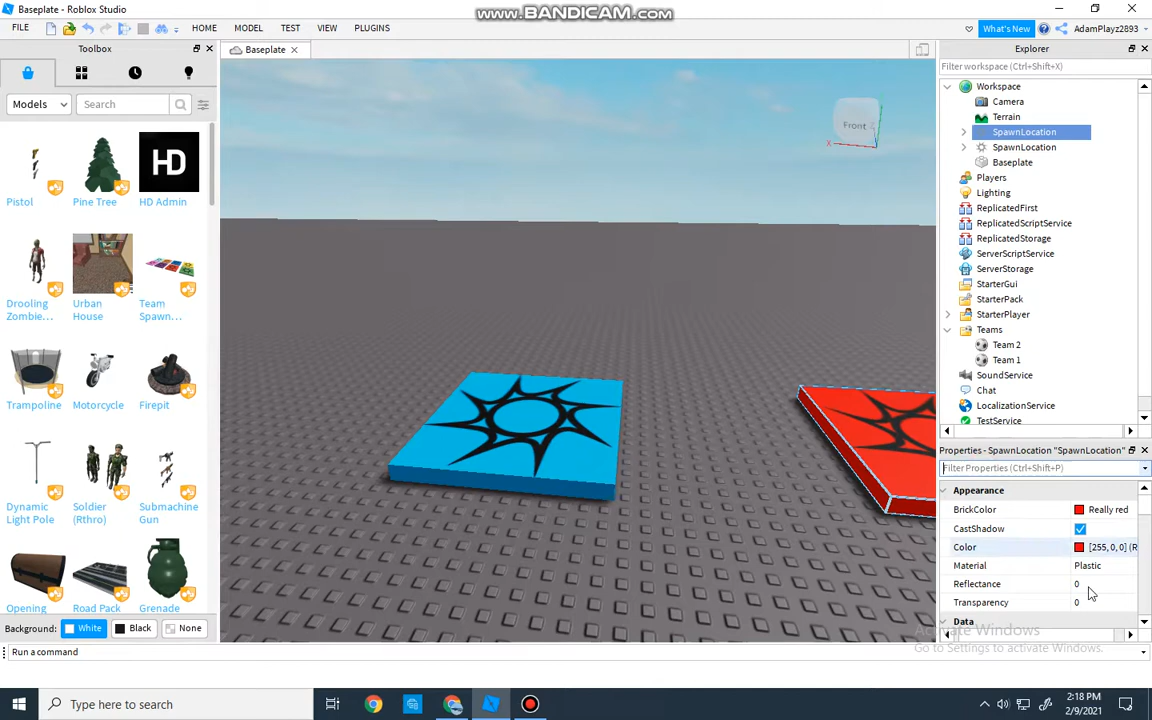 Baseplate - Roblox Studio
www.BANDICAM.com
FILE HOME MODEL TEST VIEW PLUGINS
What's New
AdamPlayz2893
Toolbox
Baseplate
Explorer
Models
Search
Filter workspace (Ctrl+Shift+X)
Workspace
Camera
Terrain
SpawnLocation
SpawnLocation
Baseplate
Players
Lighting
ReplicatedFirst
ReplicatedScriptService
ReplicatedStorage
ServerScriptService
ServerStorage
StarterGui
StarterPack
StarterPlayer
Teams
Team 2
Team 1
SoundService
Chat
LocalizationService
TestService
Front
X
HD
Pistol
Pine Tree
HD Admin
Drooling
Zombie...
Urban
House
Team
Spawn...
Trampoline
Motorcycle
Firepit
Dynamic
Light Pole
Soldier
(Rthro)
Submachine
Gun
Opening
Road Pack
Grenade
Background: White Black None
Properties - SpawnLocation "SpawnLocation"
Filter Properties (Ctrl+Shift+P)
Appearance
BrickColor Really red
CastShadow
Color [255, 0, 0] (R
Material Plastic
Reflectance 0
Transparency 0
Data
Activate Windows
Go to Settings to activate Windows.
Run a command
Type here to search
2:18 PM
2/9/2021